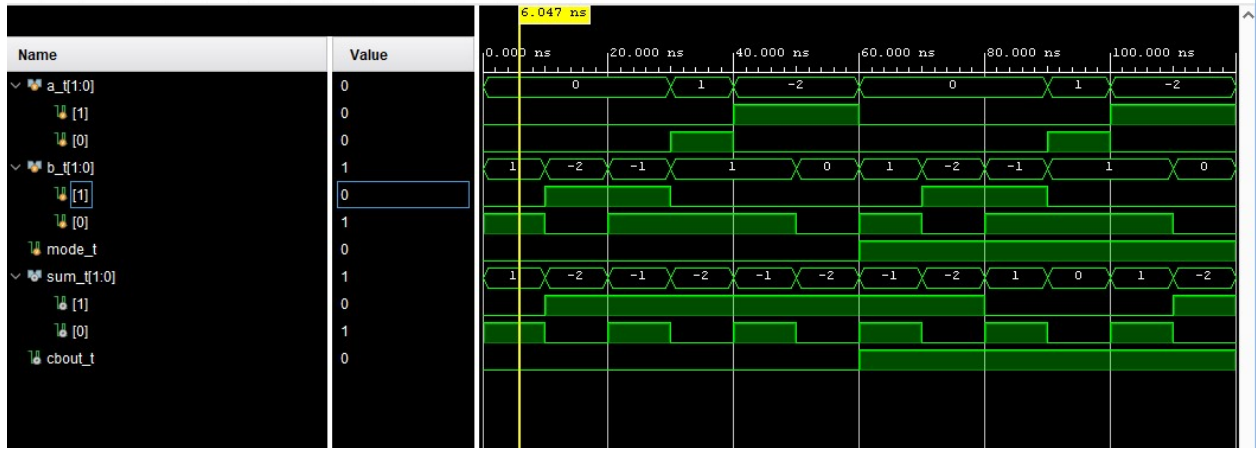 6.047 ns
Name Value 0.000 ns 20.000 ns 40.000 ns 60.000 ns 80.000 ns 100.000 ns
a_t[1:0] 0 0 1 -2 0 1 -2
[1] 0
[0] 0
b_t[1:0] 1 1 -2 -1 1 0 1 -2 -1 1 0
[1] 0
[0] 1
mode_t 0
sum_t[1:0] 1 1 -2 -1 -2 -1 -2 -1 -2 1 0 1 -2
[1] 0
[0] 1
cbout_t 0